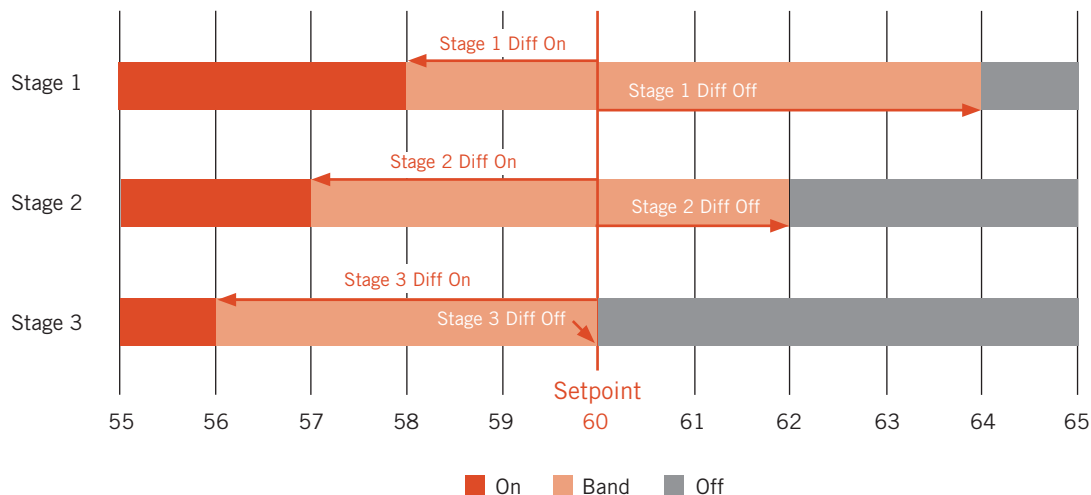 Stage 1 Diff On
Stage 1
Stage 1 Diff Off
Stage 2 Diff On
Stage 2
Stage 2 Diff Off
Stage 3 Diff On
Stage 3
Stage 3 Diff Off
Setpoint
55 56 57 58 59 60 61 62 63 64 65
On Band Off